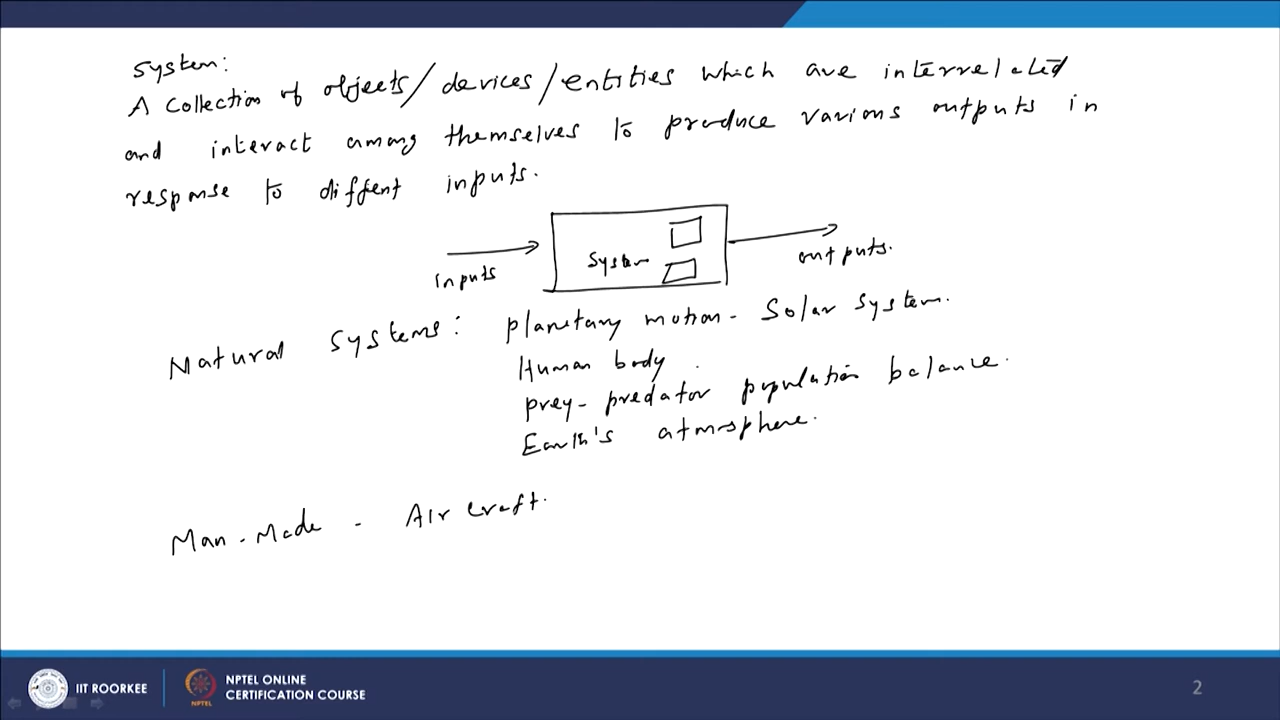 System:
A collection of objects/devices/entities which are interrelated
and interact among themselves to produce various outputs in
response to diffent inputs.
System
inputs
outputs.
Natural Systems: planetary motion - Solar system.
Human body
prey-predator population balance.
Earth's atmosphere.
Man-Made - Aircraft.
IIT ROORKEE
NPTEL
NPTEL ONLINE
CERTIFICATION COURSE
2